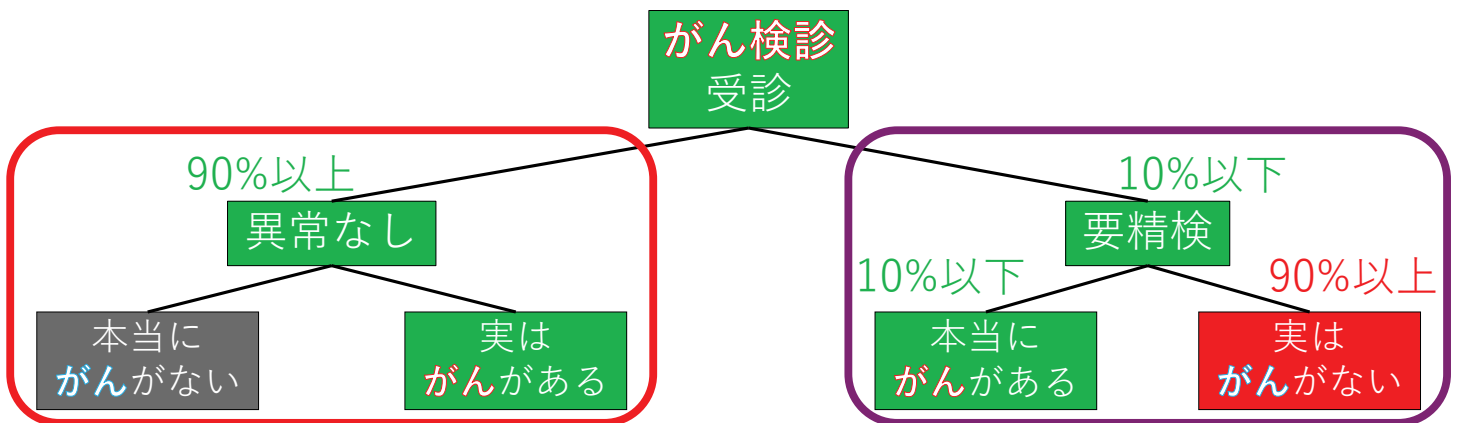 がん検診
受診
90%以上
10%以下
異常なし
要精検
10%以下
90%以上
本当に
がんがない
実は
がんがある
本当に
がんがある
実は
がんがない